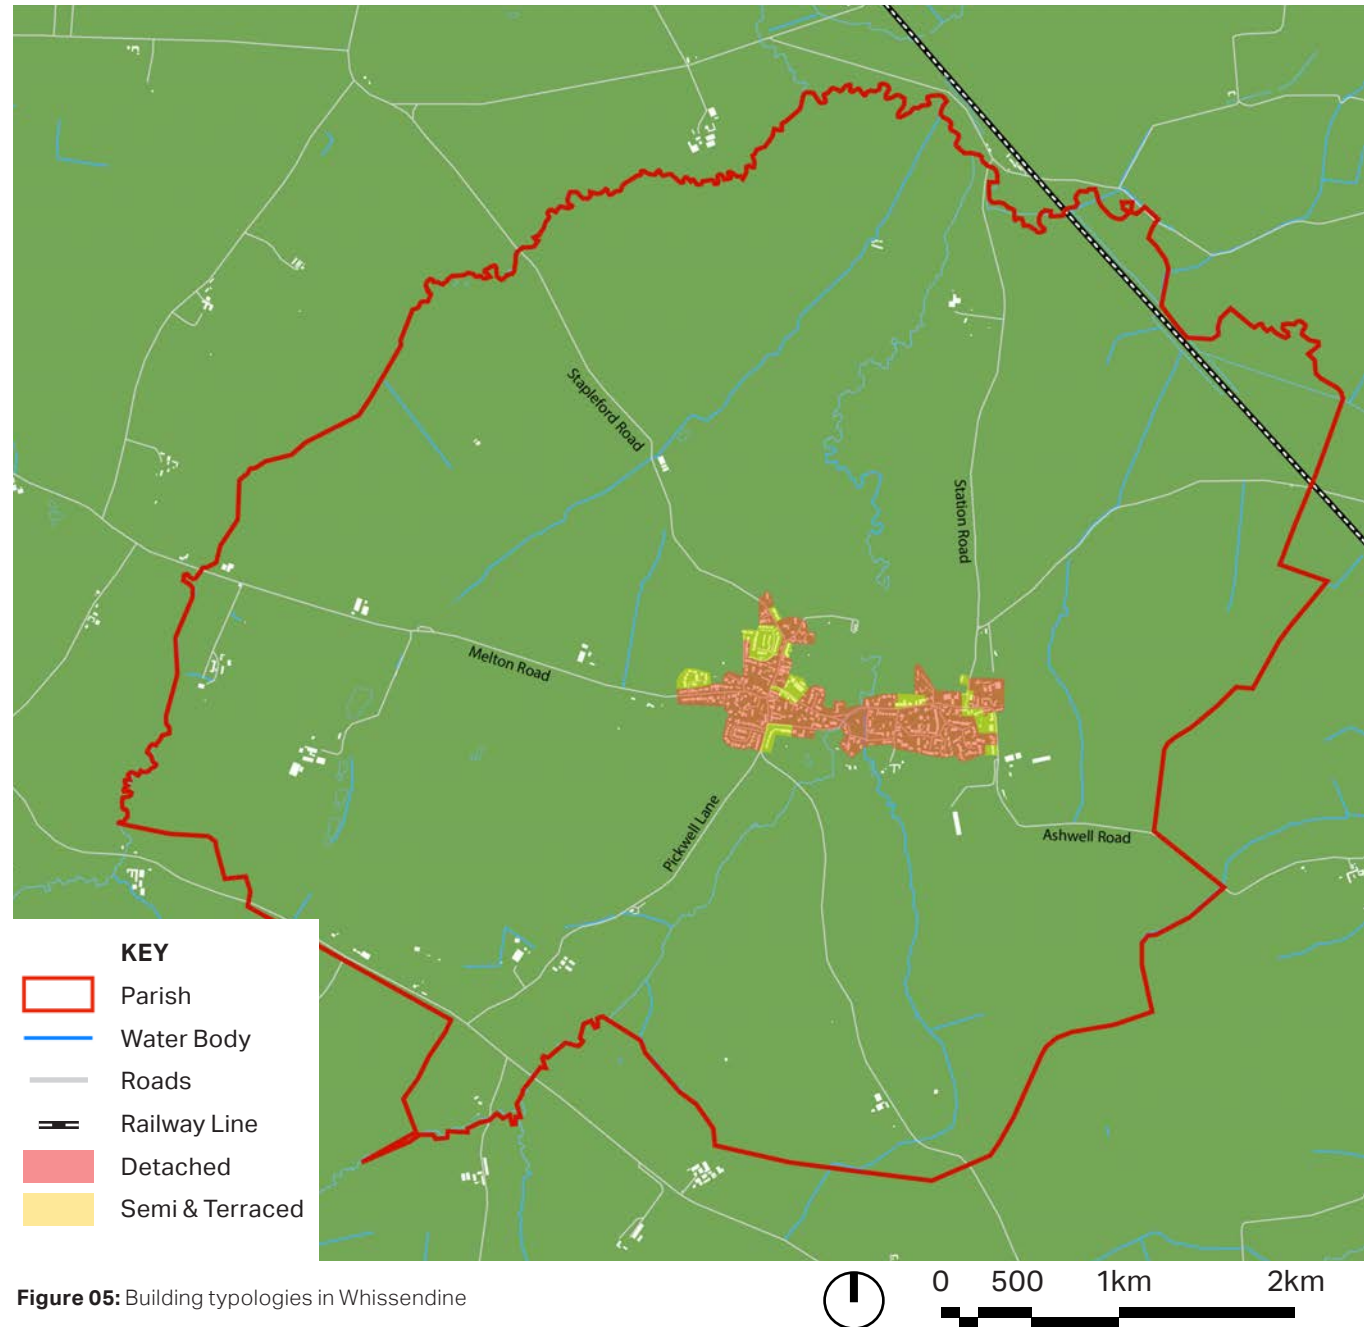 Stapleford Road
Station Road
Melton Road
Pickwell Lane
Ashwell Road
KEY
Parish
Water Body
Roads
Railway Line
Detached
Semi & Terraced
Figure 05: Building typologies in Whissendine
0 500 1km 2km